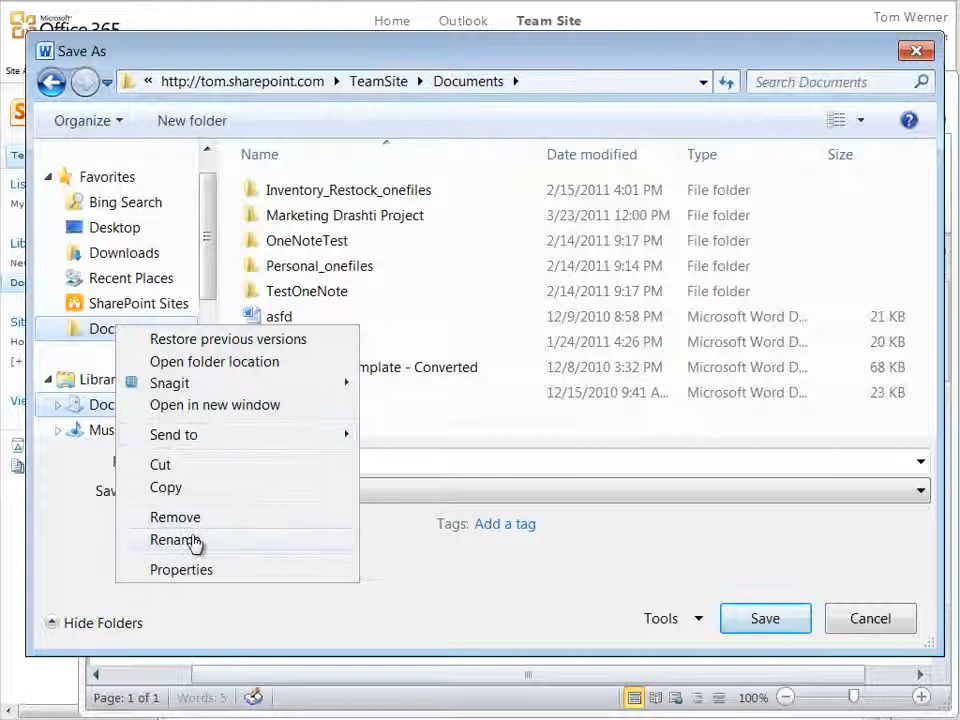 Microsoft
Office 365
Home Outlook Team Site
Tom Werner
Save As
« http://tom.sharepoint.com TeamSite Documents
Search Documents
Organize New folder
Name Date modified Type Size
Favorites
Bing Search
Desktop
Downloads
Recent Places
SharePoint Sites
Doc
Librar
Doc
Mus
Inventory_Restock_onefiles 2/15/2011 4:01 PM File folder
Marketing Drashti Project 3/23/2011 12:00 PM File folder
OneNoteTest 2/14/2011 9:17 PM File folder
Personal_onefiles 2/14/2011 9:14 PM File folder
TestOneNote 2/14/2011 9:17 PM File folder
asfd 12/9/2010 8:58 PM Microsoft Word D... 21 KB
1/24/2011 4:26 PM Microsoft Word D... 20 KB
mplate - Converted 12/8/2010 3:32 PM Microsoft Word D... 68 KB
12/15/2010 9:41 A... Microsoft Word D... 23 KB
Restore previous versions
Open folder location
Snagit
Open in new window
Send to
Cut
Copy
Remove
Rename
Properties
Sav
Tags: Add a tag
Hide Folders
Tools Save Cancel
Page: 1 of 1 Words: 5 100%